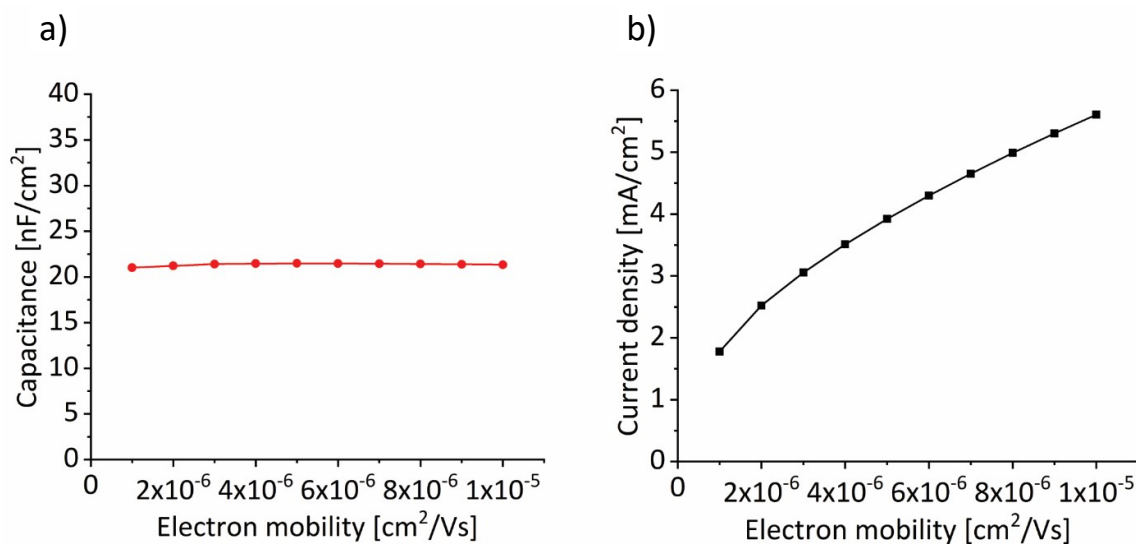 a)
40
35
30
25
20
15
10
5
0
Capacitance [nF/cm²]
0 2x10⁻⁶ 4x10⁻⁶ 6x10⁻⁶ 8x10⁻⁶ 1x10⁻⁵
Electron mobility [cm²/Vs]
b)
6
5
4
3
2
1
0
Current density [mA/cm²]
0 2x10⁻⁶ 4x10⁻⁶ 6x10⁻⁶ 8x10⁻⁶ 1x10⁻⁵
Electron mobility [cm²/Vs]